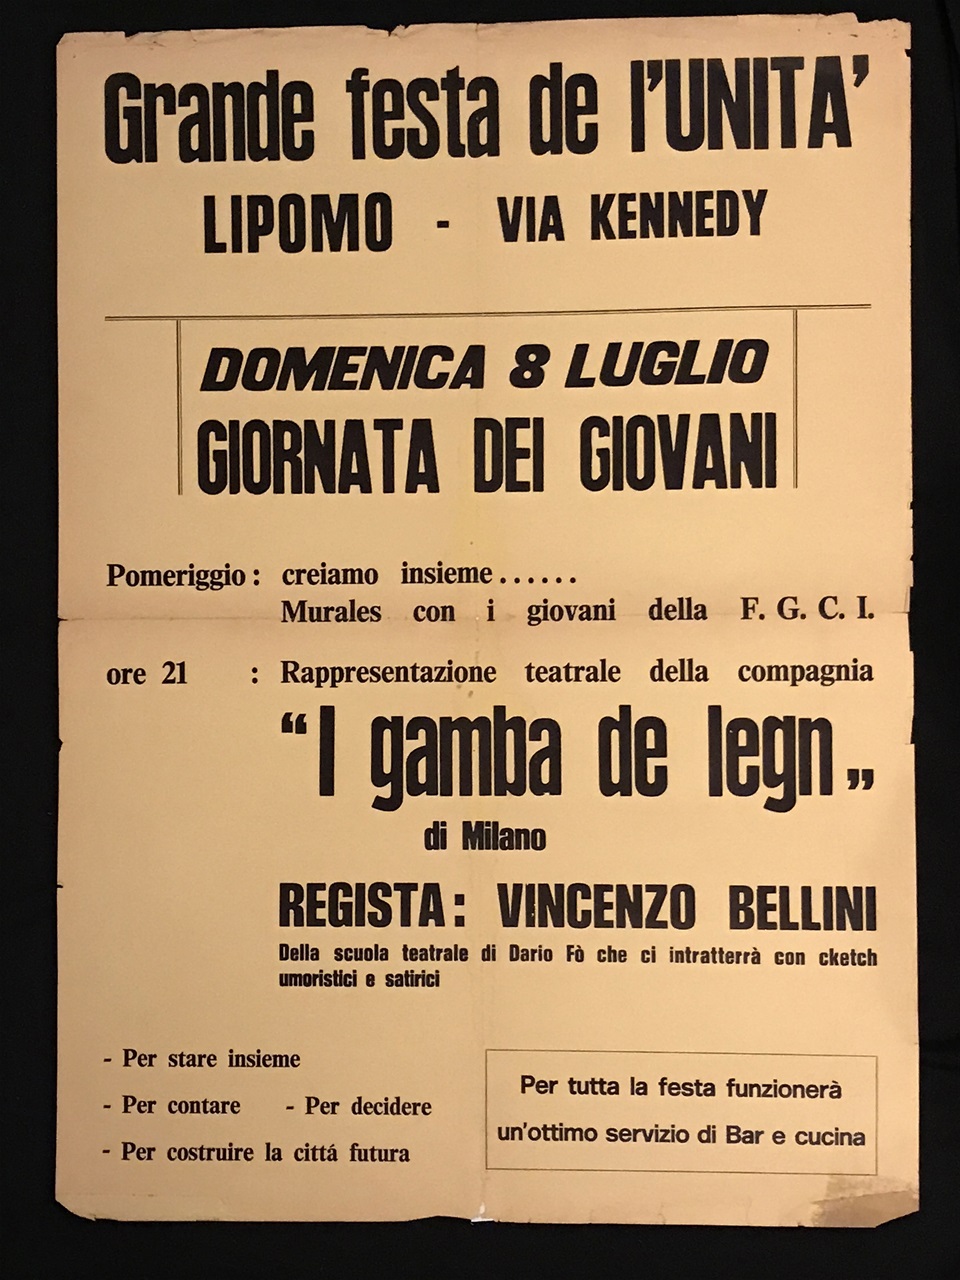 Grande festa de l'UNITA'
LIPOMO - VIA KENNEDY
DOMENICA 8 LUGLIO
GIORNATA DEI GIOVANI
Pomeriggio : creiamo insieme . . . . . .
Murales con i giovani della F. G. C. I.
ore 21 : Rappresentazione teatrale della compagnia
“I gamba de legn„
di Milano
REGISTA: VINCENZO BELLINI
Della scuola teatrale di Dario Fò che ci intratterrà con cketch
umoristici e satirici
- Per stare insieme
- Per contare - Per decidere
- Per costruire la cittá futura
Per tutta la festa funzionerà
un'ottimo servizio di Bar e cucina